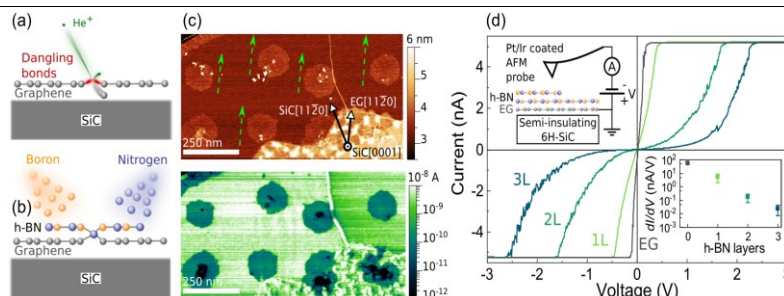 (a)
He+
Dangling
bonds
Graphene
SiC
Boron
Nitrogen
(b)
h-BN
Graphene
SiC
(c)
6 nm
5
4
3
SiC[112̄0]
EG[112̄0]
SiC[0001]
250 nm
10⁻⁸ A
10⁻⁹
10⁻¹⁰
10⁻¹¹
10⁻¹²
250 nm
(d)
Current (nA)
4
2
0
-2
-4
Pt/Ir coated
AFM
probe
A
-
V
+
h-BN
EG
Semi-insulating
6H-SiC
3L
2L
1L
EG
dI/dV (nA/V)
10²
10¹
10⁰
10⁻¹
10⁻²
10⁻³
0 1 2 3
h-BN layers
-3 -2 -1 0 1 2 3
Voltage (V)